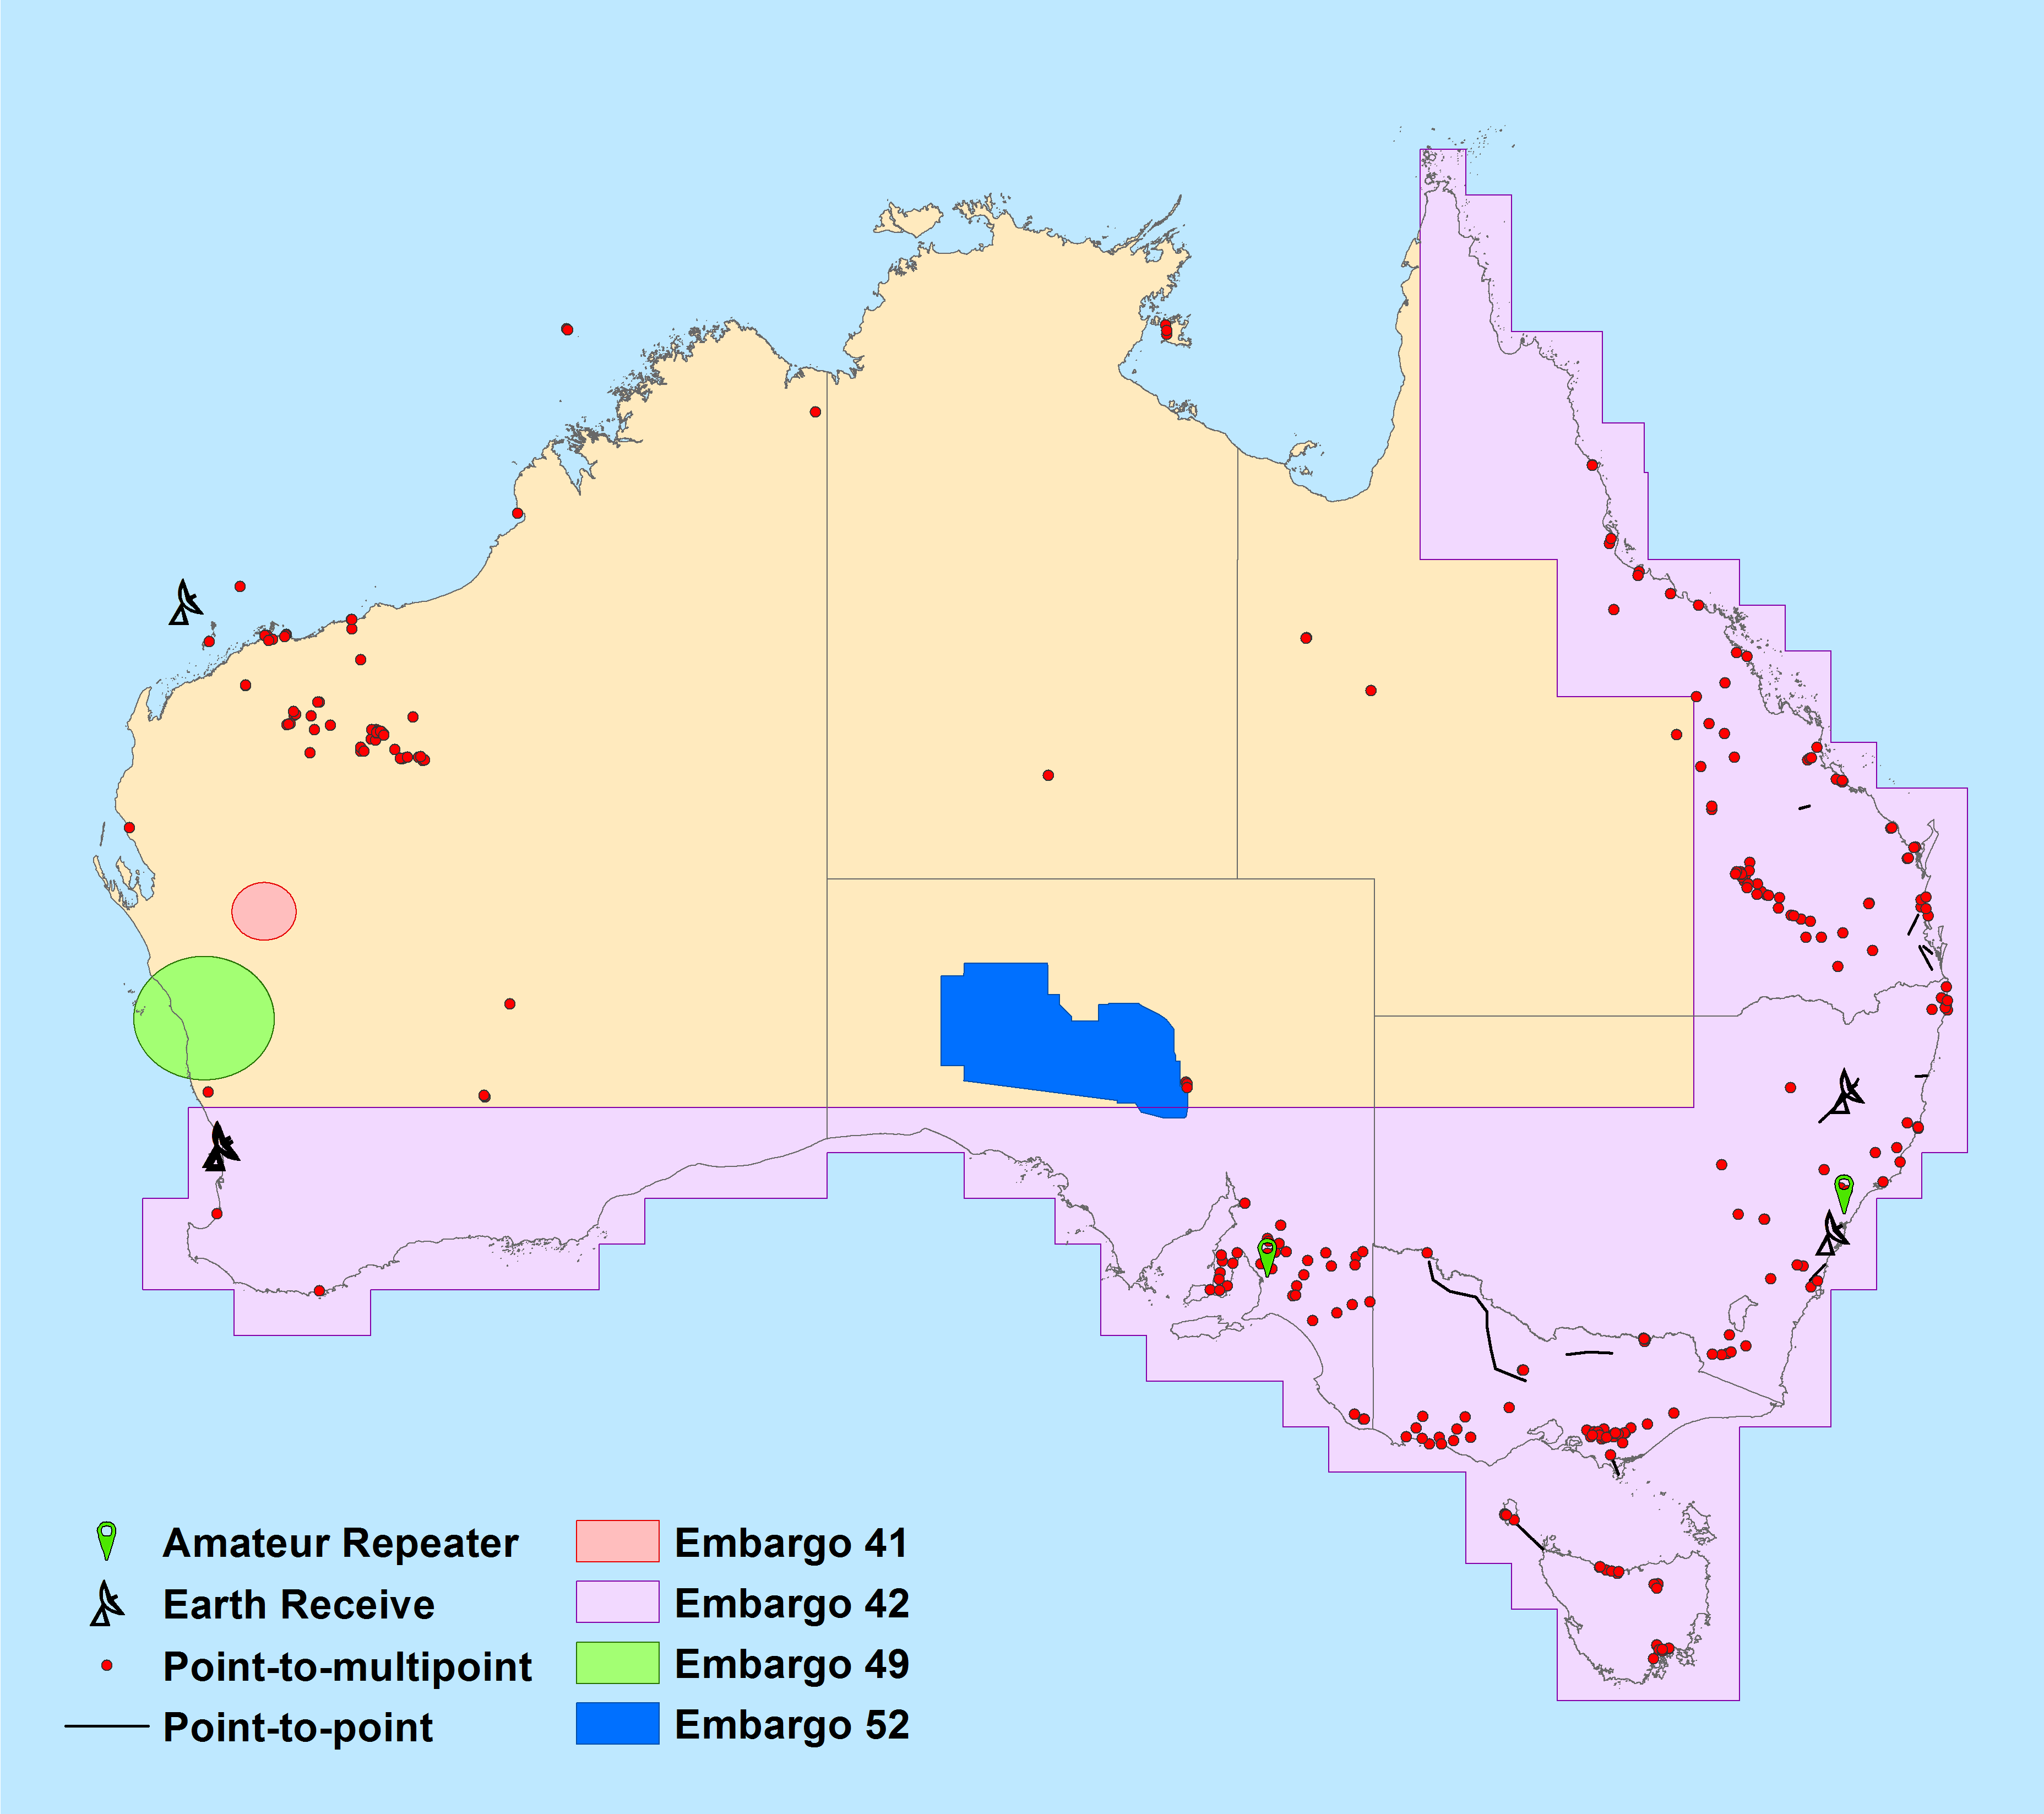 Amateur Repeater
Earth Receive
Point-to-multipoint
Point-to-point
Embargo 41
Embargo 42
Embargo 49
Embargo 52